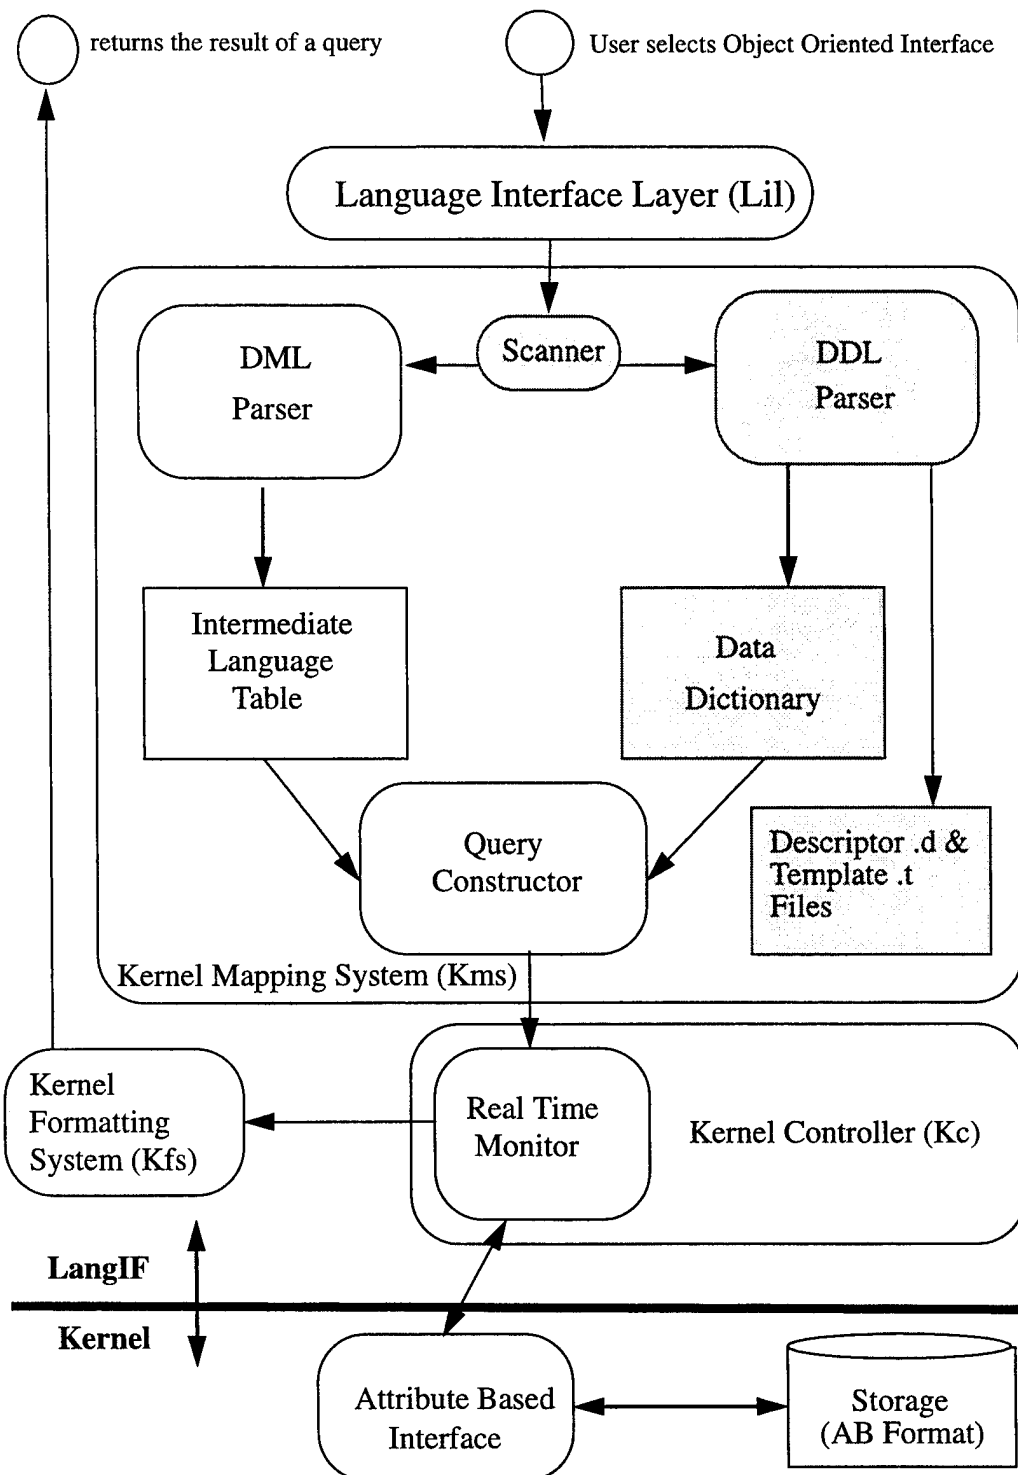 returns the result of a query
User selects Object Oriented Interface
Language Interface Layer (Lil)
Scanner
DML
Parser
DDL
Parser
Intermediate
Language
Table
Data
Dictionary
Query
Constructor
Descriptor .d &
Template .t
Files
Kernel Mapping System (Kms)
Kernel
Formatting
System (Kfs)
Real Time
Monitor
Kernel Controller (Kc)
LangIF
Kernel
Attribute Based
Interface
Storage
(AB Format)